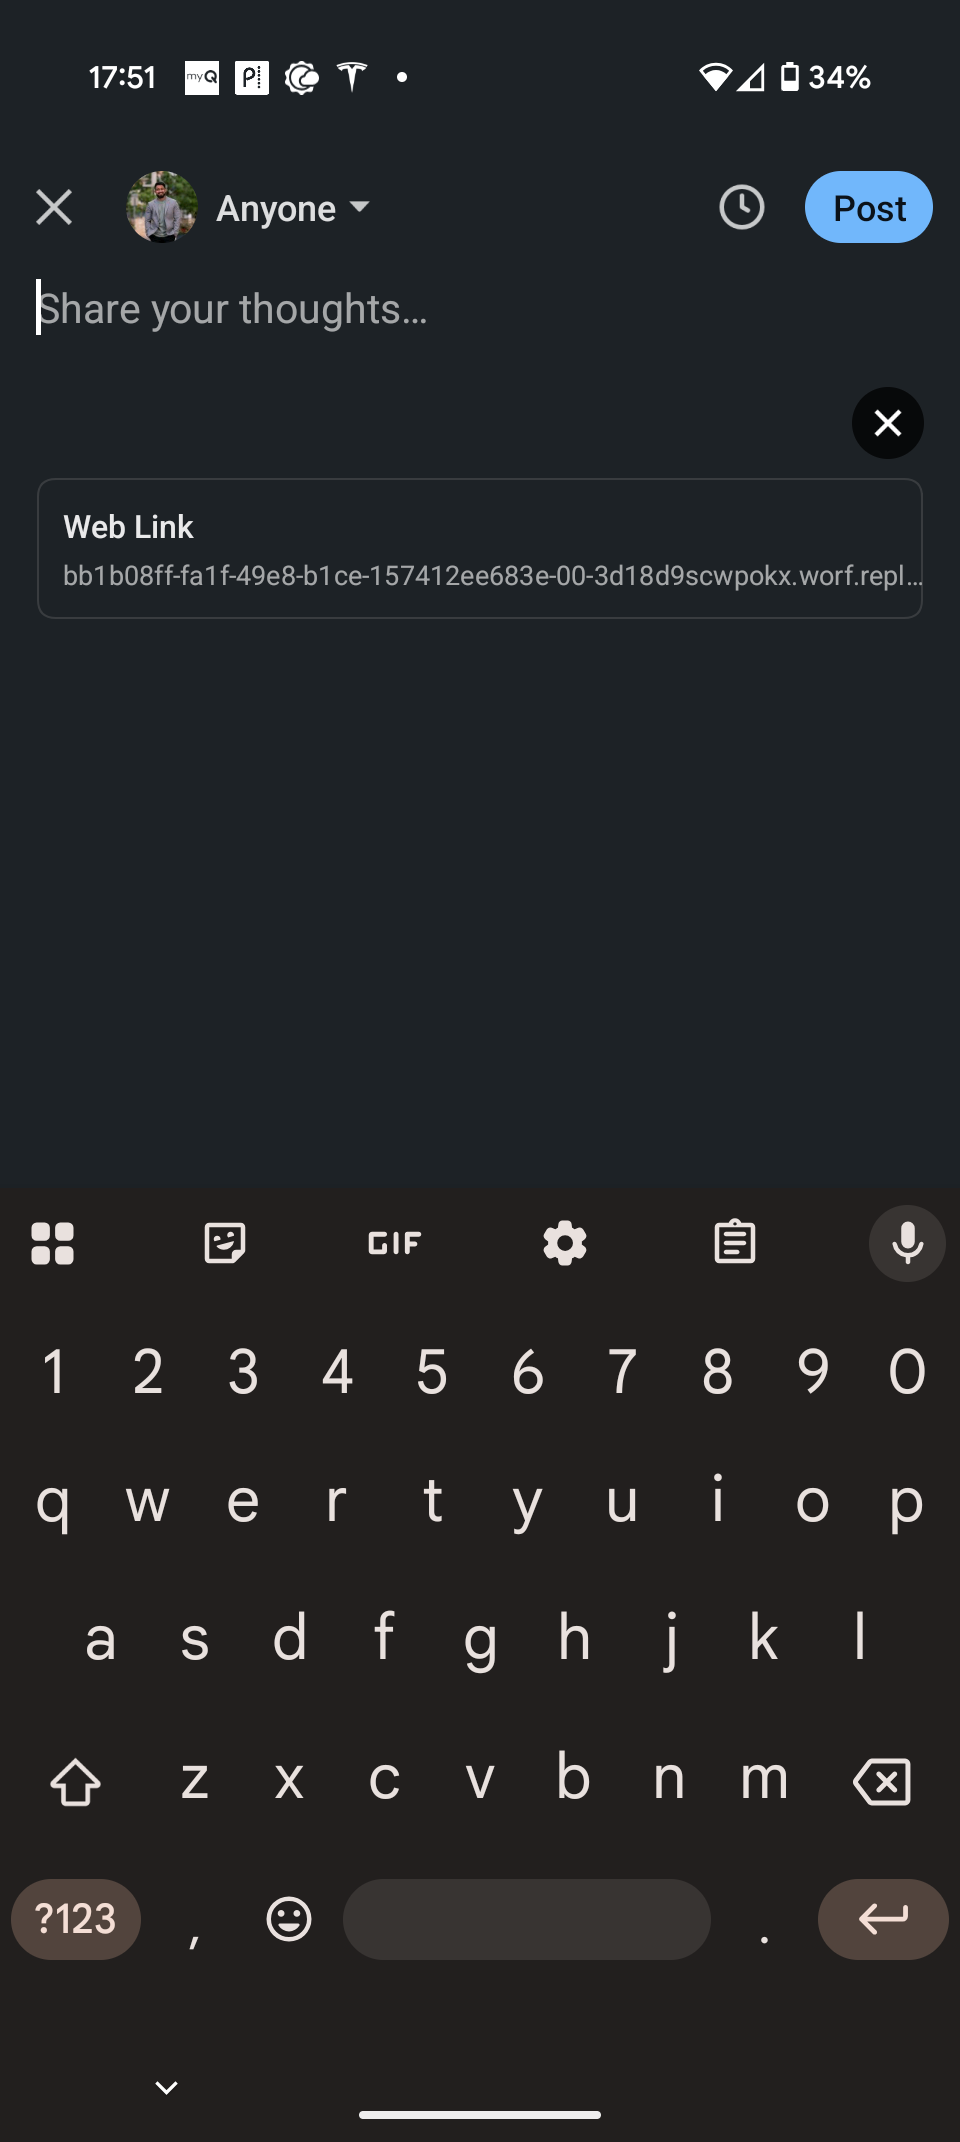 17:51 myQ P 34%
Anyone Post
Share your thoughts...
Web Link
bb1b08ff-fa1f-49e8-b1ce-157412ee683e-00-3d18d9scwpokx.worf.repl...
GIF
1 2 3 4 5 6 7 8 9 0
q w e r t y u i o p
a s d f g h j k l
z x c v b n m
?123 , .